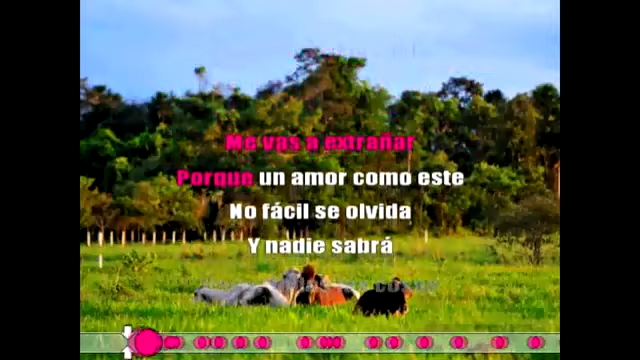 Me vas a extrañar
Porque un amor como este
No fácil se olvida
Y nadie sabrá